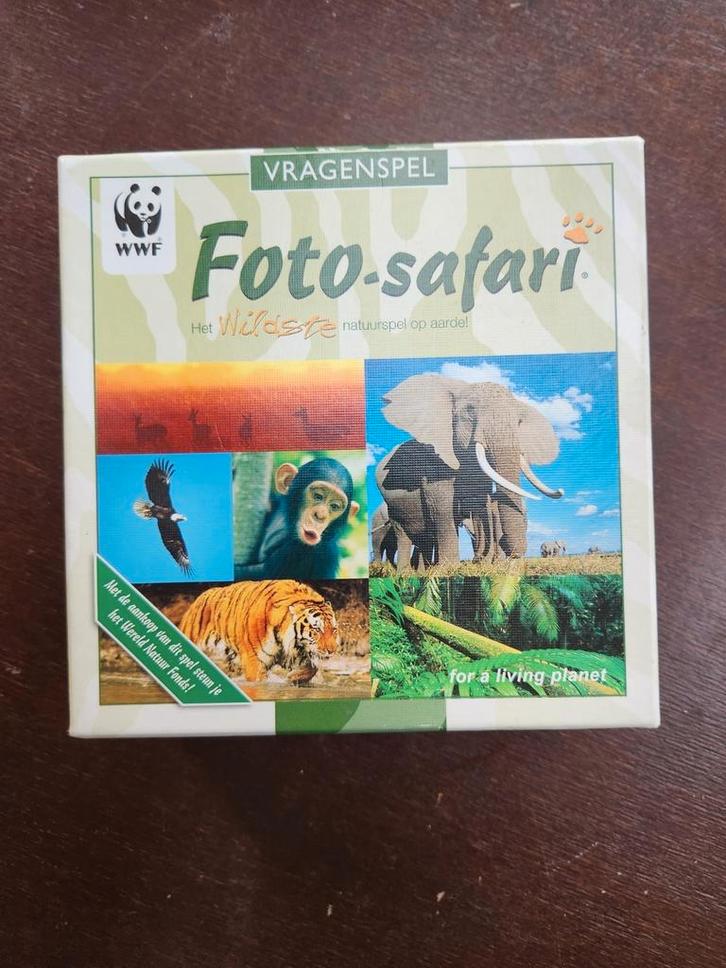 VRAGENSPEL
WWF
Foto-safari®
Het Wildste natuurspel op aarde!
Met de aankoop van dit spel steun je
het Wereld Natuur Fonds!
for a living planet